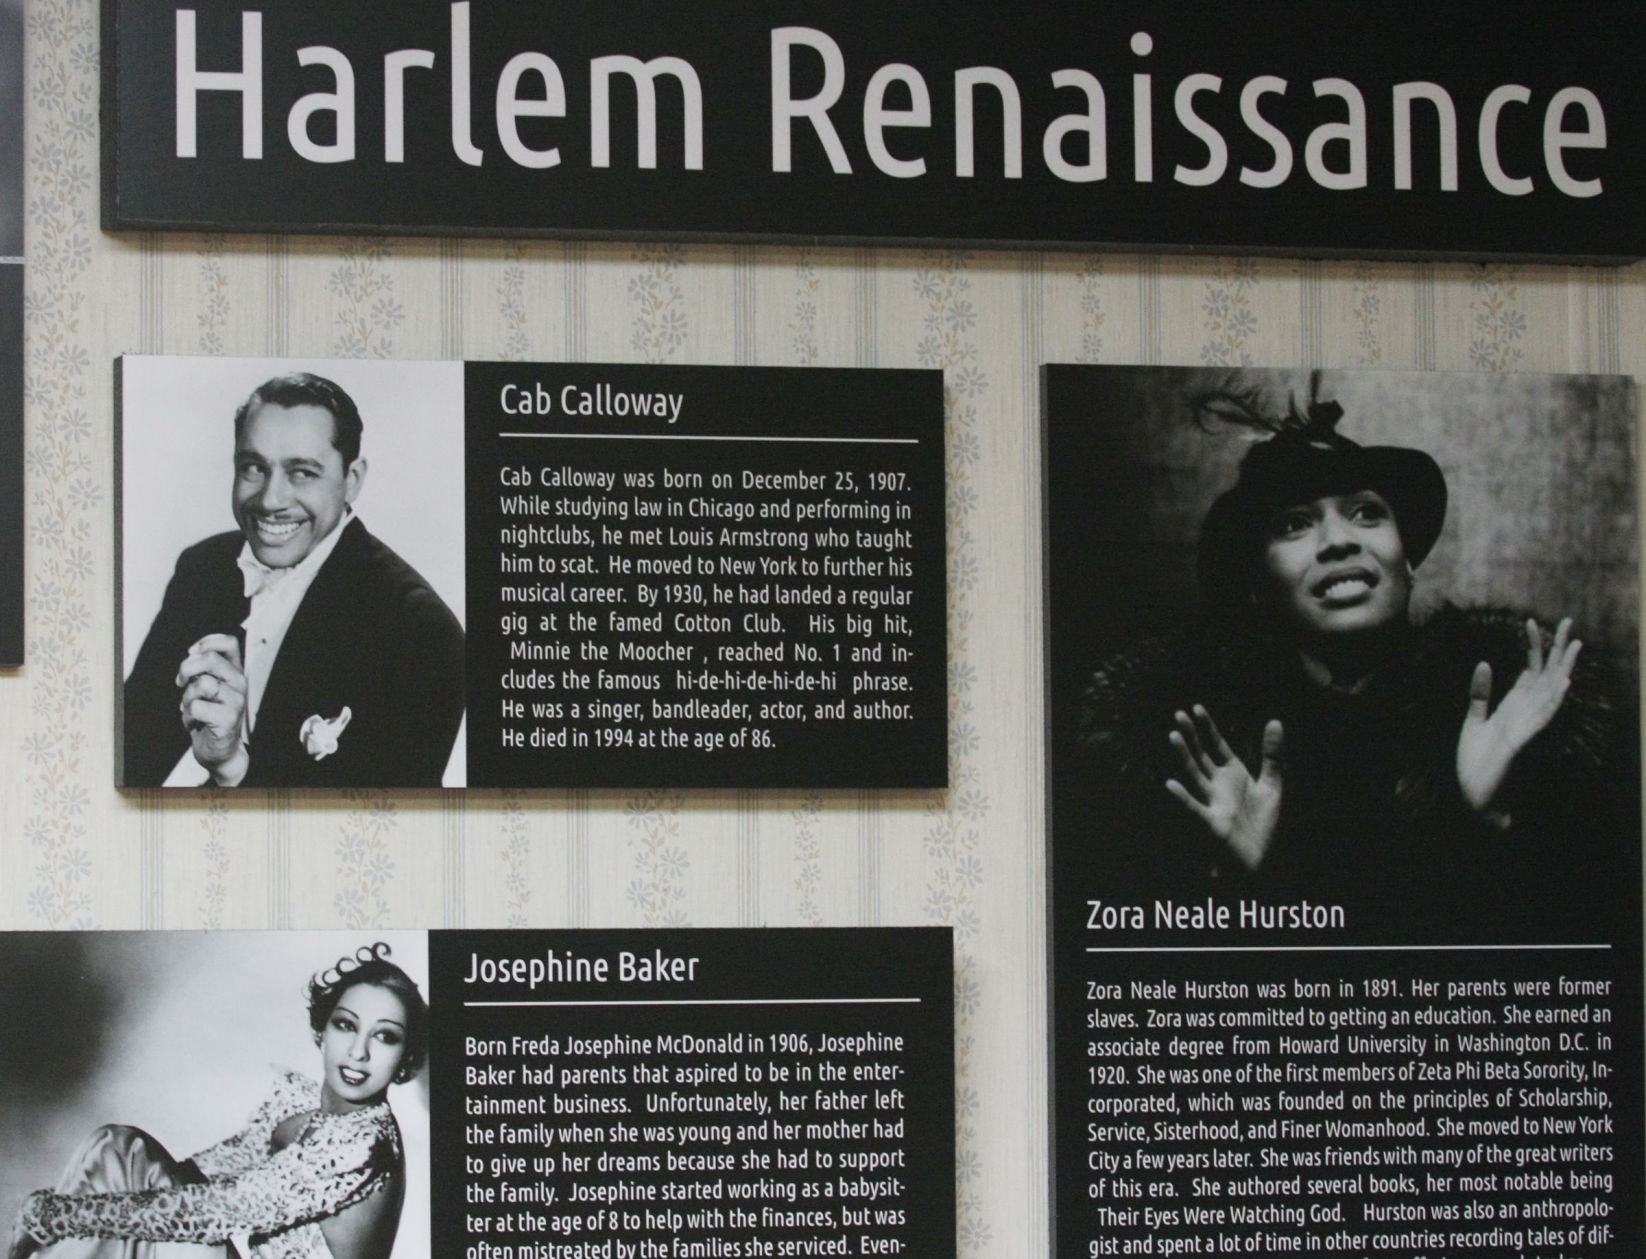 Harlem Renaissance
Cab Calloway
Cab Calloway was born on December 25, 1907.
While studying law in Chicago and performing in
nightclubs, he met Louis Armstrong who taught
him to scat. He moved to New York to further his
musical career. By 1930, he had landed a regular
gig at the famed Cotton Club. His big hit,
Minnie the Moocher , reached No. 1 and in-
cludes the famous hi-de-hi-de-hi-de-hi phrase.
He was a singer, bandleader, actor, and author.
He died in 1994 at the age of 86.
Josephine Baker
Born Freda Josephine McDonald in 1906, Josephine
Baker had parents that aspired to be in the enter-
tainment business. Unfortunately, her father left
the family when she was young and her mother had
to give up her dreams because she had to support
the family. Josephine started working as a babysit-
ter at the age of 8 to help with the finances, but was
often mistreated by the families she serviced. Even-
Zora Neale Hurston
Zora Neale Hurston was born in 1891. Her parents were former
slaves. Zora was committed to getting an education. She earned an
associate degree from Howard University in Washington D.C. in
1920. She was one of the first members of Zeta Phi Beta Sorority, In-
corporated, which was founded on the principles of Scholarship,
Service, Sisterhood, and Finer Womanhood. She moved to New York
City a few years later. She was friends with many of the great writers
of this era. She authored several books, her most notable being
Their Eyes Were Watching God. Hurston was also an anthropolo-
gist and spent a lot of time in other countries recording tales of dif-